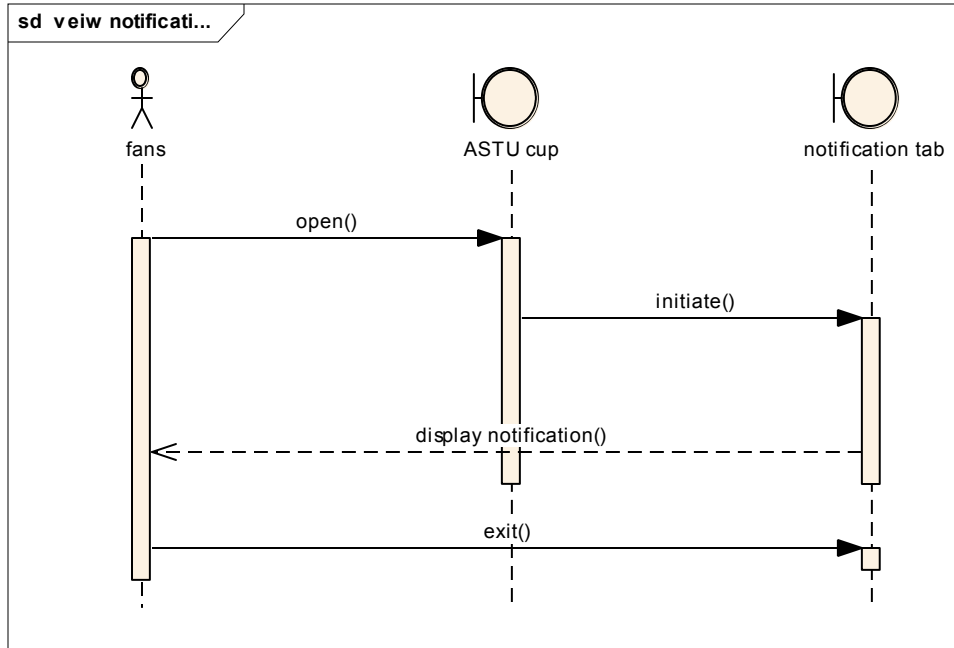 sd veiw notificati...
fans
ASTU cup
notification tab
open()
initiate()
display notification()
exit()